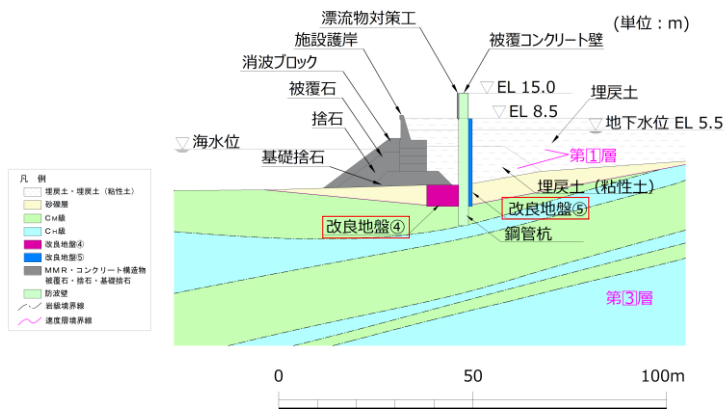 漂流物対策工
(単位：m)
施設護岸
被覆コンクリート壁
消波ブロック
被覆石
EL 15.0
埋戻土
捨石
EL 8.5
地下水位 EL 5.5
海水位
第1層
基礎捨石
埋戻土（粘性土）
改良地盤⑤
改良地盤④
鋼管杭
第3層
凡　例
埋戻土・埋戻土（粘性土）
砂礫層
CM級
CH級
改良地盤④
改良地盤⑤
MMR・コンクリート構造物
被覆石・捨石・基礎捨石
防波壁
岩級境界線
速度層境界線
0
50
100m